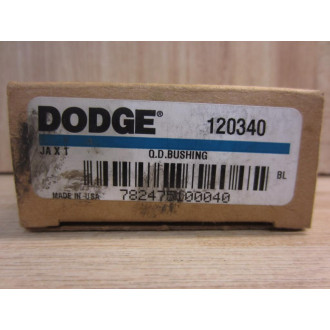 DODGE® 120340
JA X 1 Q.D.BUSHING
BL
MADE IN USA